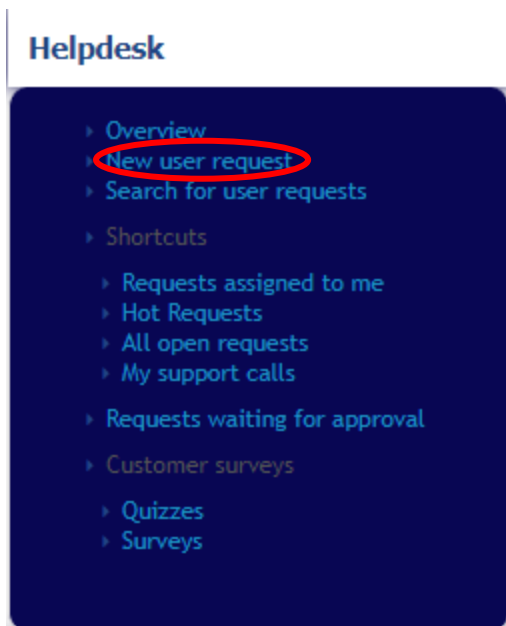 Helpdesk
Overview
New user request
Search for user requests
Shortcuts
Requests assigned to me
Hot Requests
All open requests
My support calls
Requests waiting for approval
Customer surveys
Quizzes
Surveys